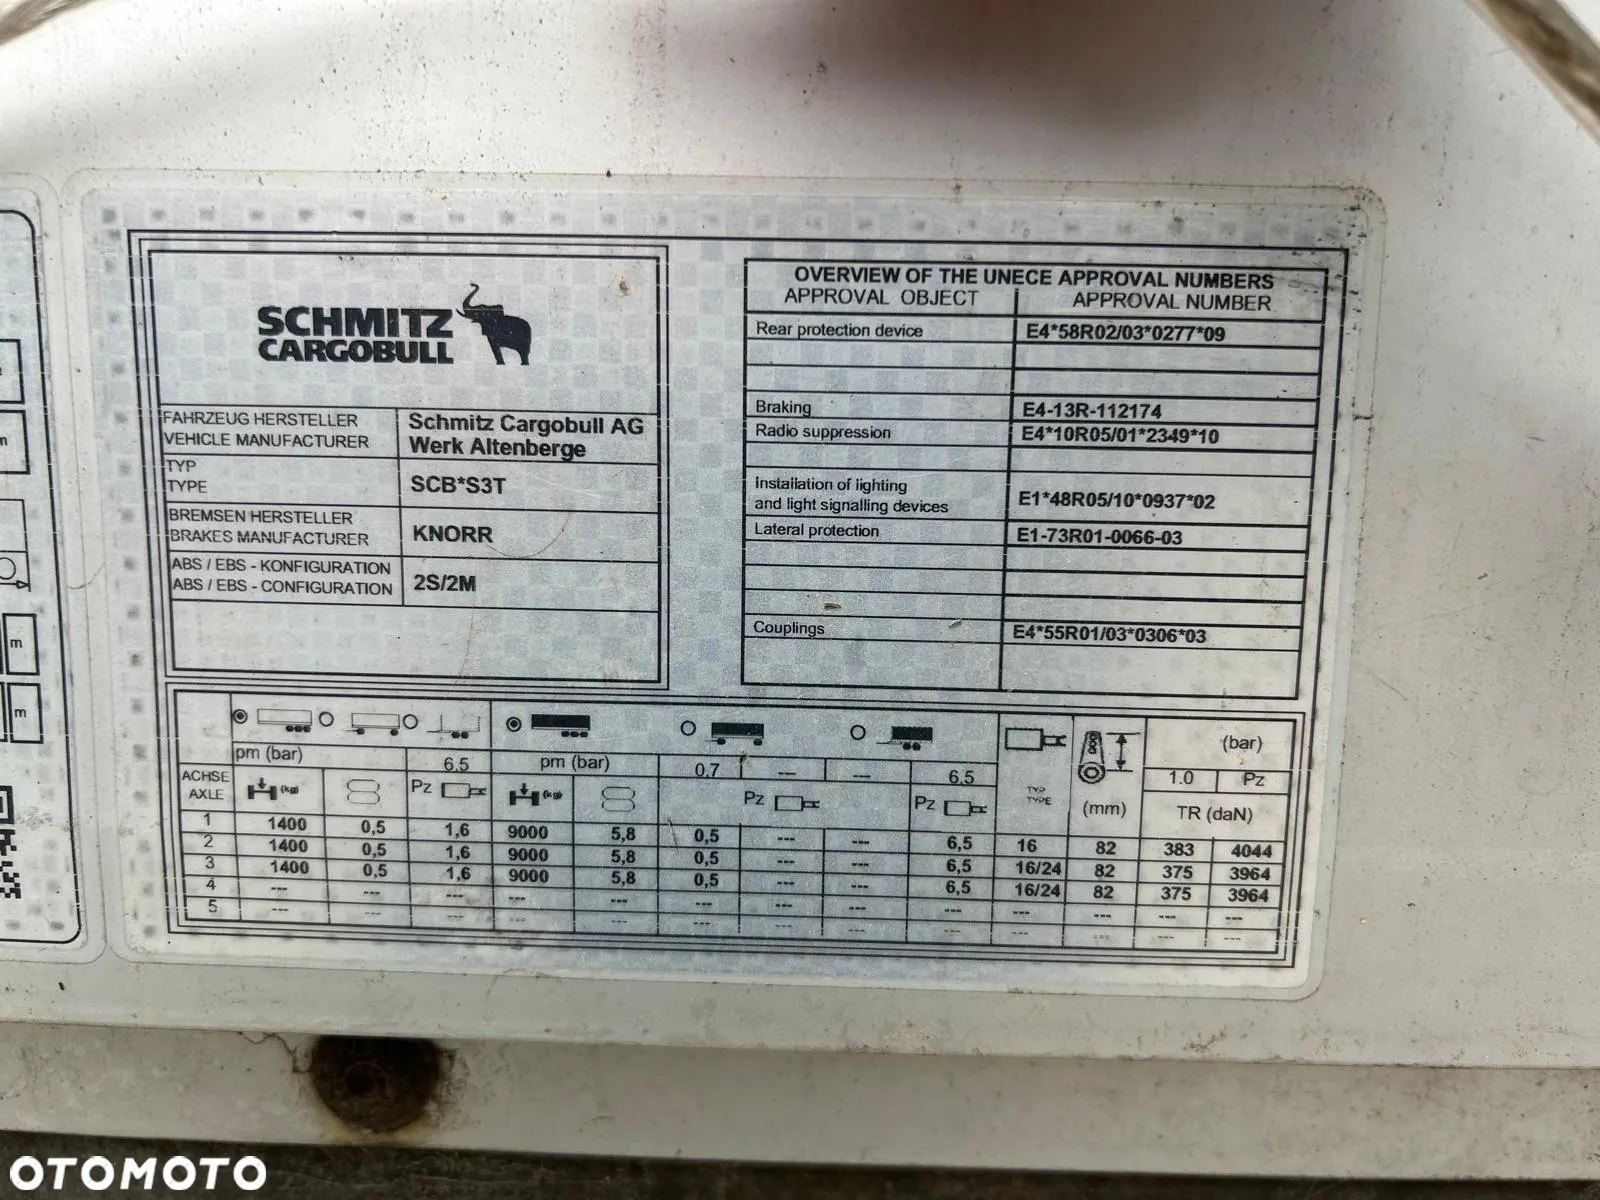 SCHMITZ
CARGOBULL
FAHRZEUG HERSTELLER
VEHICLE MANUFACTURER
Schmitz Cargobull AG
Werk Altenberge
TYP
TYPE
SCB*S3T
BREMSEN HERSTELLER
BRAKES MANUFACTURER
KNORR
ABS / EBS - KONFIGURATION
ABS / EBS - CONFIGURATION
2S/2M
OVERVIEW OF THE UNECE APPROVAL NUMBERS
APPROVAL OBJECT APPROVAL NUMBER
Rear protection device E4*58R02/03*0277*09
Braking E4-13R-112174
Radio suppression E4*10R05/01*2349*10
Installation of lighting
and light signalling devices E1*48R05/10*0937*02
Lateral protection E1-73R01-0066-03
Couplings E4*55R01/03*0306*03
pm (bar) 6.5 pm (bar) 0.7 --- --- 6.5 (bar)
ACHSE
AXLE
(kg) Pz (kg) Pz Pz TYP
TYPE
(mm) 1.0 Pz
TR (daN)
1 1400 0,5 1,6 9000 5,8 0,5 --- --- 6,5 16 82 383 4044
2 1400 0,5 1,6 9000 5,8 0,5 --- --- 6,5 16/24 82 375 3964
3 1400 0,5 1,6 9000 5,8 0,5 --- --- 6,5 16/24 82 375 3964
4 --- --- --- --- --- --- --- --- --- --- --- --- ---
5 --- --- --- --- --- --- --- --- --- --- --- --- ---
m
m
m
OTOMOTO